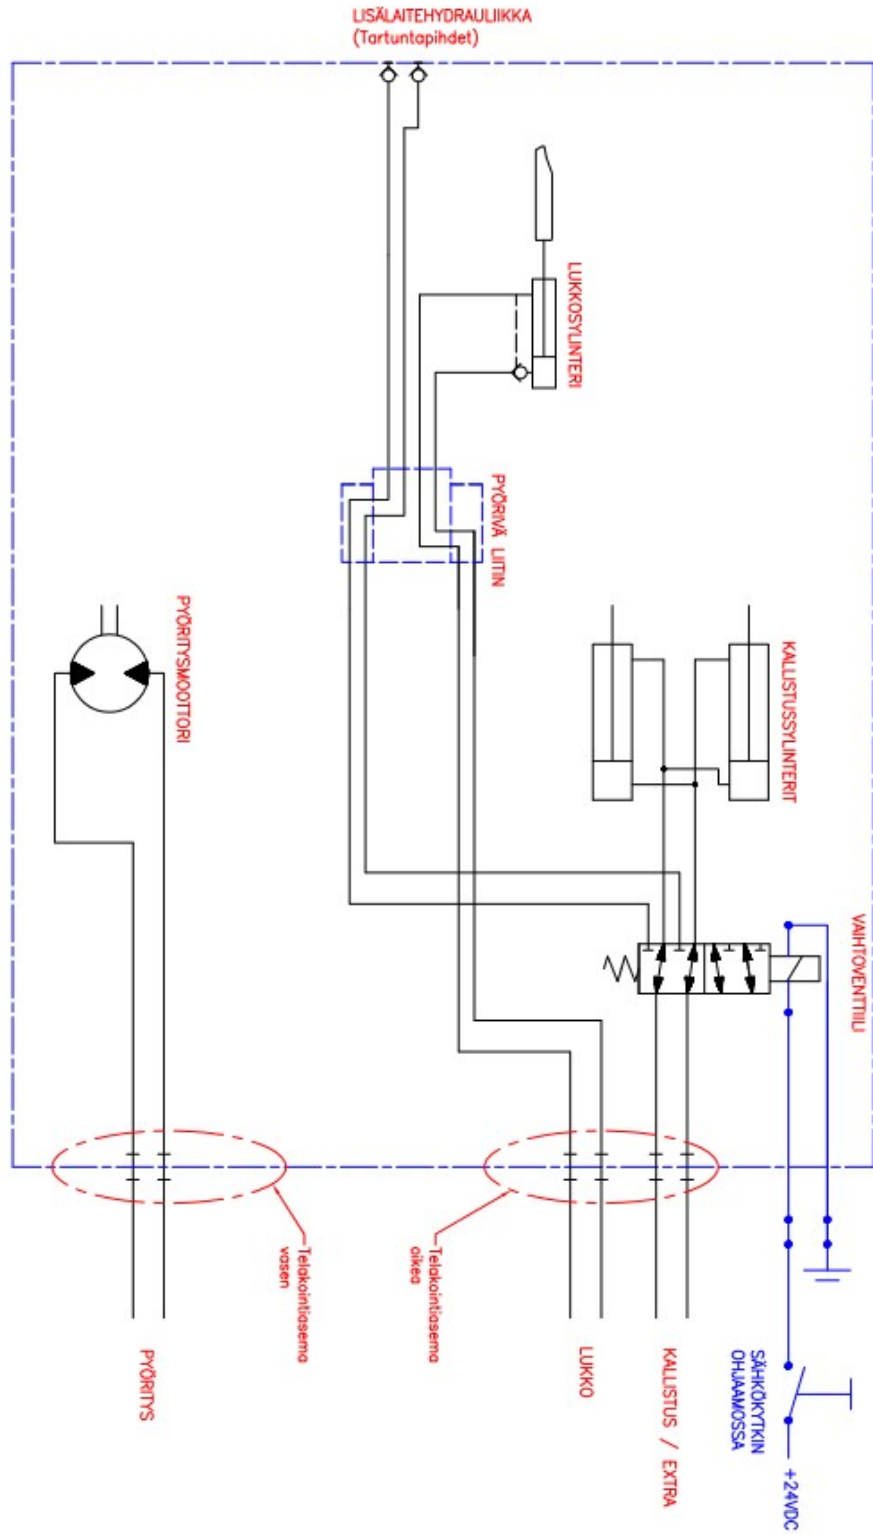 LISÄLAITEHYDRAULIIKKA
(Tartuntapihdet)
LUKKOSYLINTERI
PYÖRIVÄ LIITIN
PYÖRITYSMOOTTORI
KALLISTUSSYLINTERIT
VAIHTOVENTTIILI
Telakointiasema
vasen
Telakointiasema
oikea
PYÖRITYS
LUKKO
KALLISTUS / EXTRA
SÄHKÖKYTKIN
OHJAAMOSSA
+24VDC